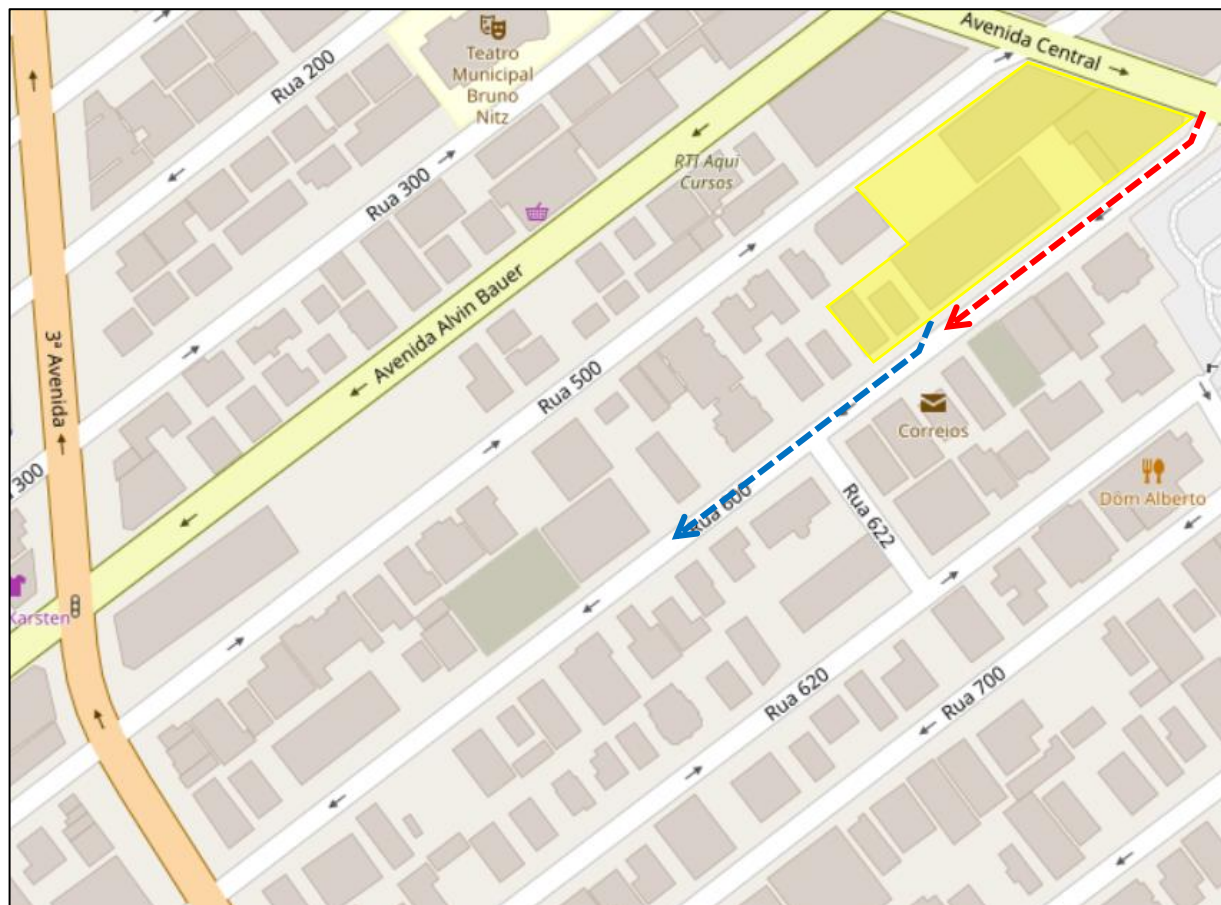 Avenida Central
Teatro
Municipal
Bruno
Nitz
Rua 200
RTI Aqui
Cursos
Rua 300
Avenida Alvin Bauer
3ª Avenida
Rua 500
Correios
Dom Alberto
300
Rua 600
Rua 622
Karsten
Rua 620
Rua 700